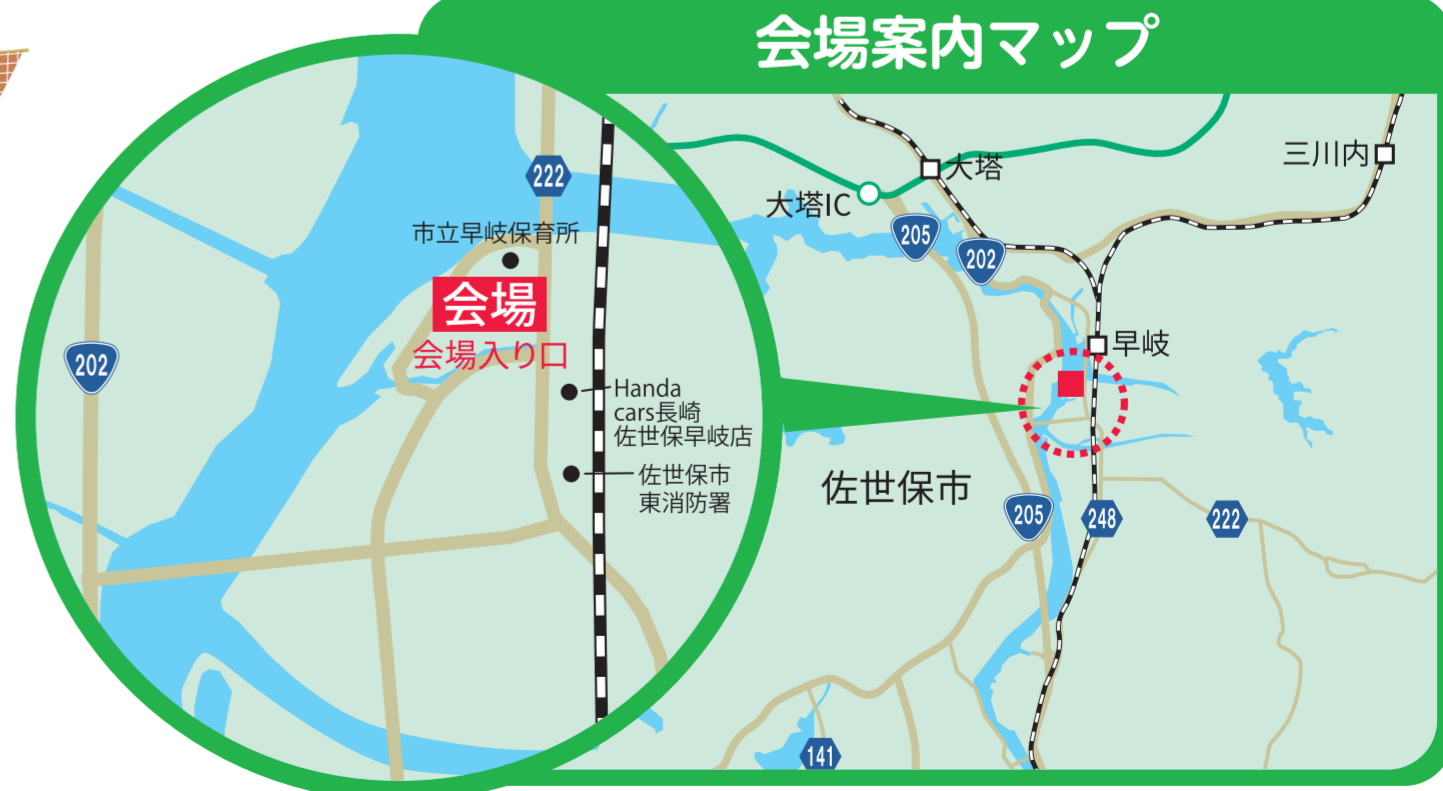 会場案内マップ
222
市立早岐保育所
会場
会場入り口
202
Handa
cars長崎
佐世保早岐店
佐世保市
東消防署
大塔
三川内
大塔IC
205
202
早岐
佐世保市
205
248
222
141